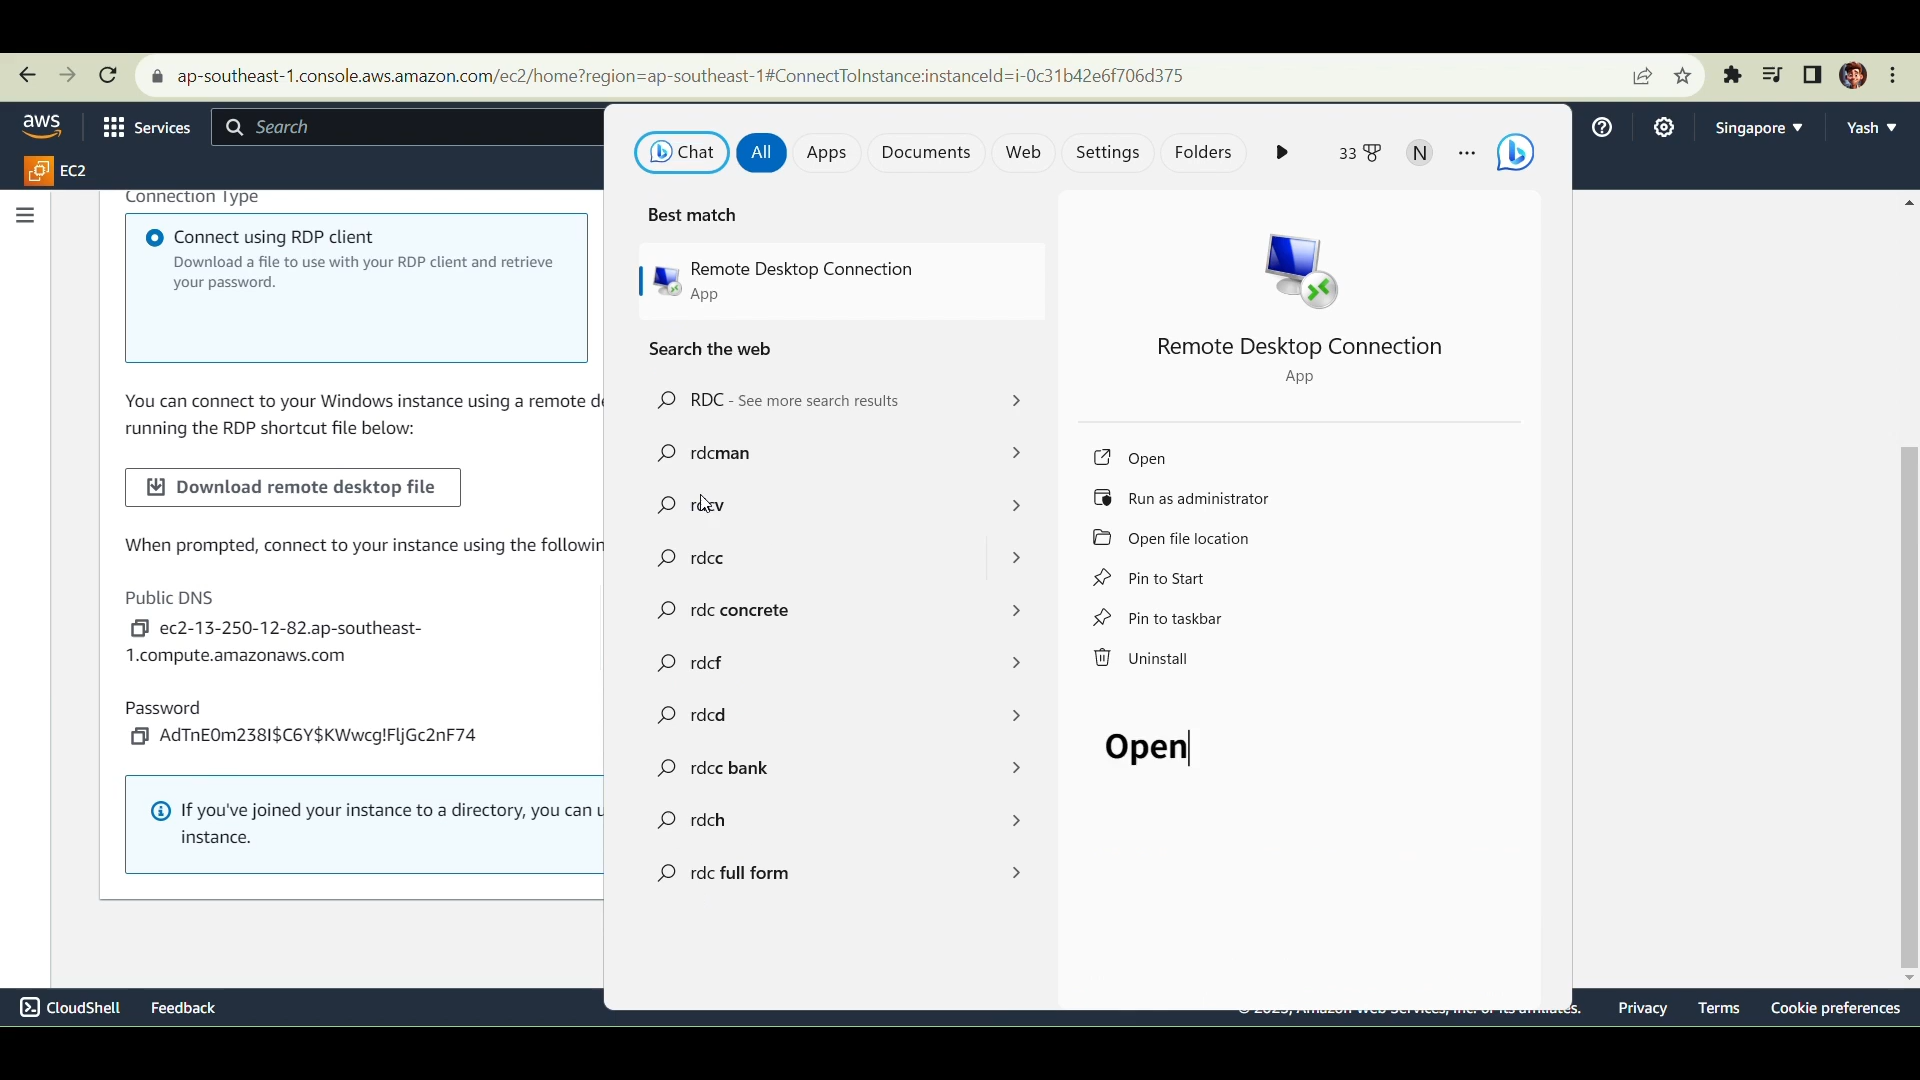 ap-southeast-1.console.aws.amazon.com/ec2/home?region=ap-southeast-1#ConnectToInstance:instanceId=i-0c31b42e6f706d375
aws
Services
Search
Singapore
Yash
EC2
Chat
All
Apps
Documents
Web
Settings
Folders
33
N
Connection Type
Connect using RDP client
Download a file to use with your RDP client and retrieve
your password.
You can connect to your Windows instance using a remote
running the RDP shortcut file below:
Download remote desktop file
When prompted, connect to your instance using the
Public DNS
ec2-13-250-12-82.ap-southeast-
1.compute.amazonaws.com
Password
AdTnE0m238I$C6Y$KWwcg!FljGc2nF74
If you've joined your instance to a directory, you can
instance.
Best match
Remote Desktop Connection
App
Search the web
RDC - See more search results
rdcman
rdcv
rdcc
rdc concrete
rdcf
rdcd
rdcc bank
rdch
rdc full form
Remote Desktop Connection
App
Open
Run as administrator
Open file location
Pin to Start
Pin to taskbar
Uninstall
Open
CloudShell
Feedback
Privacy
Terms
Cookie preferences